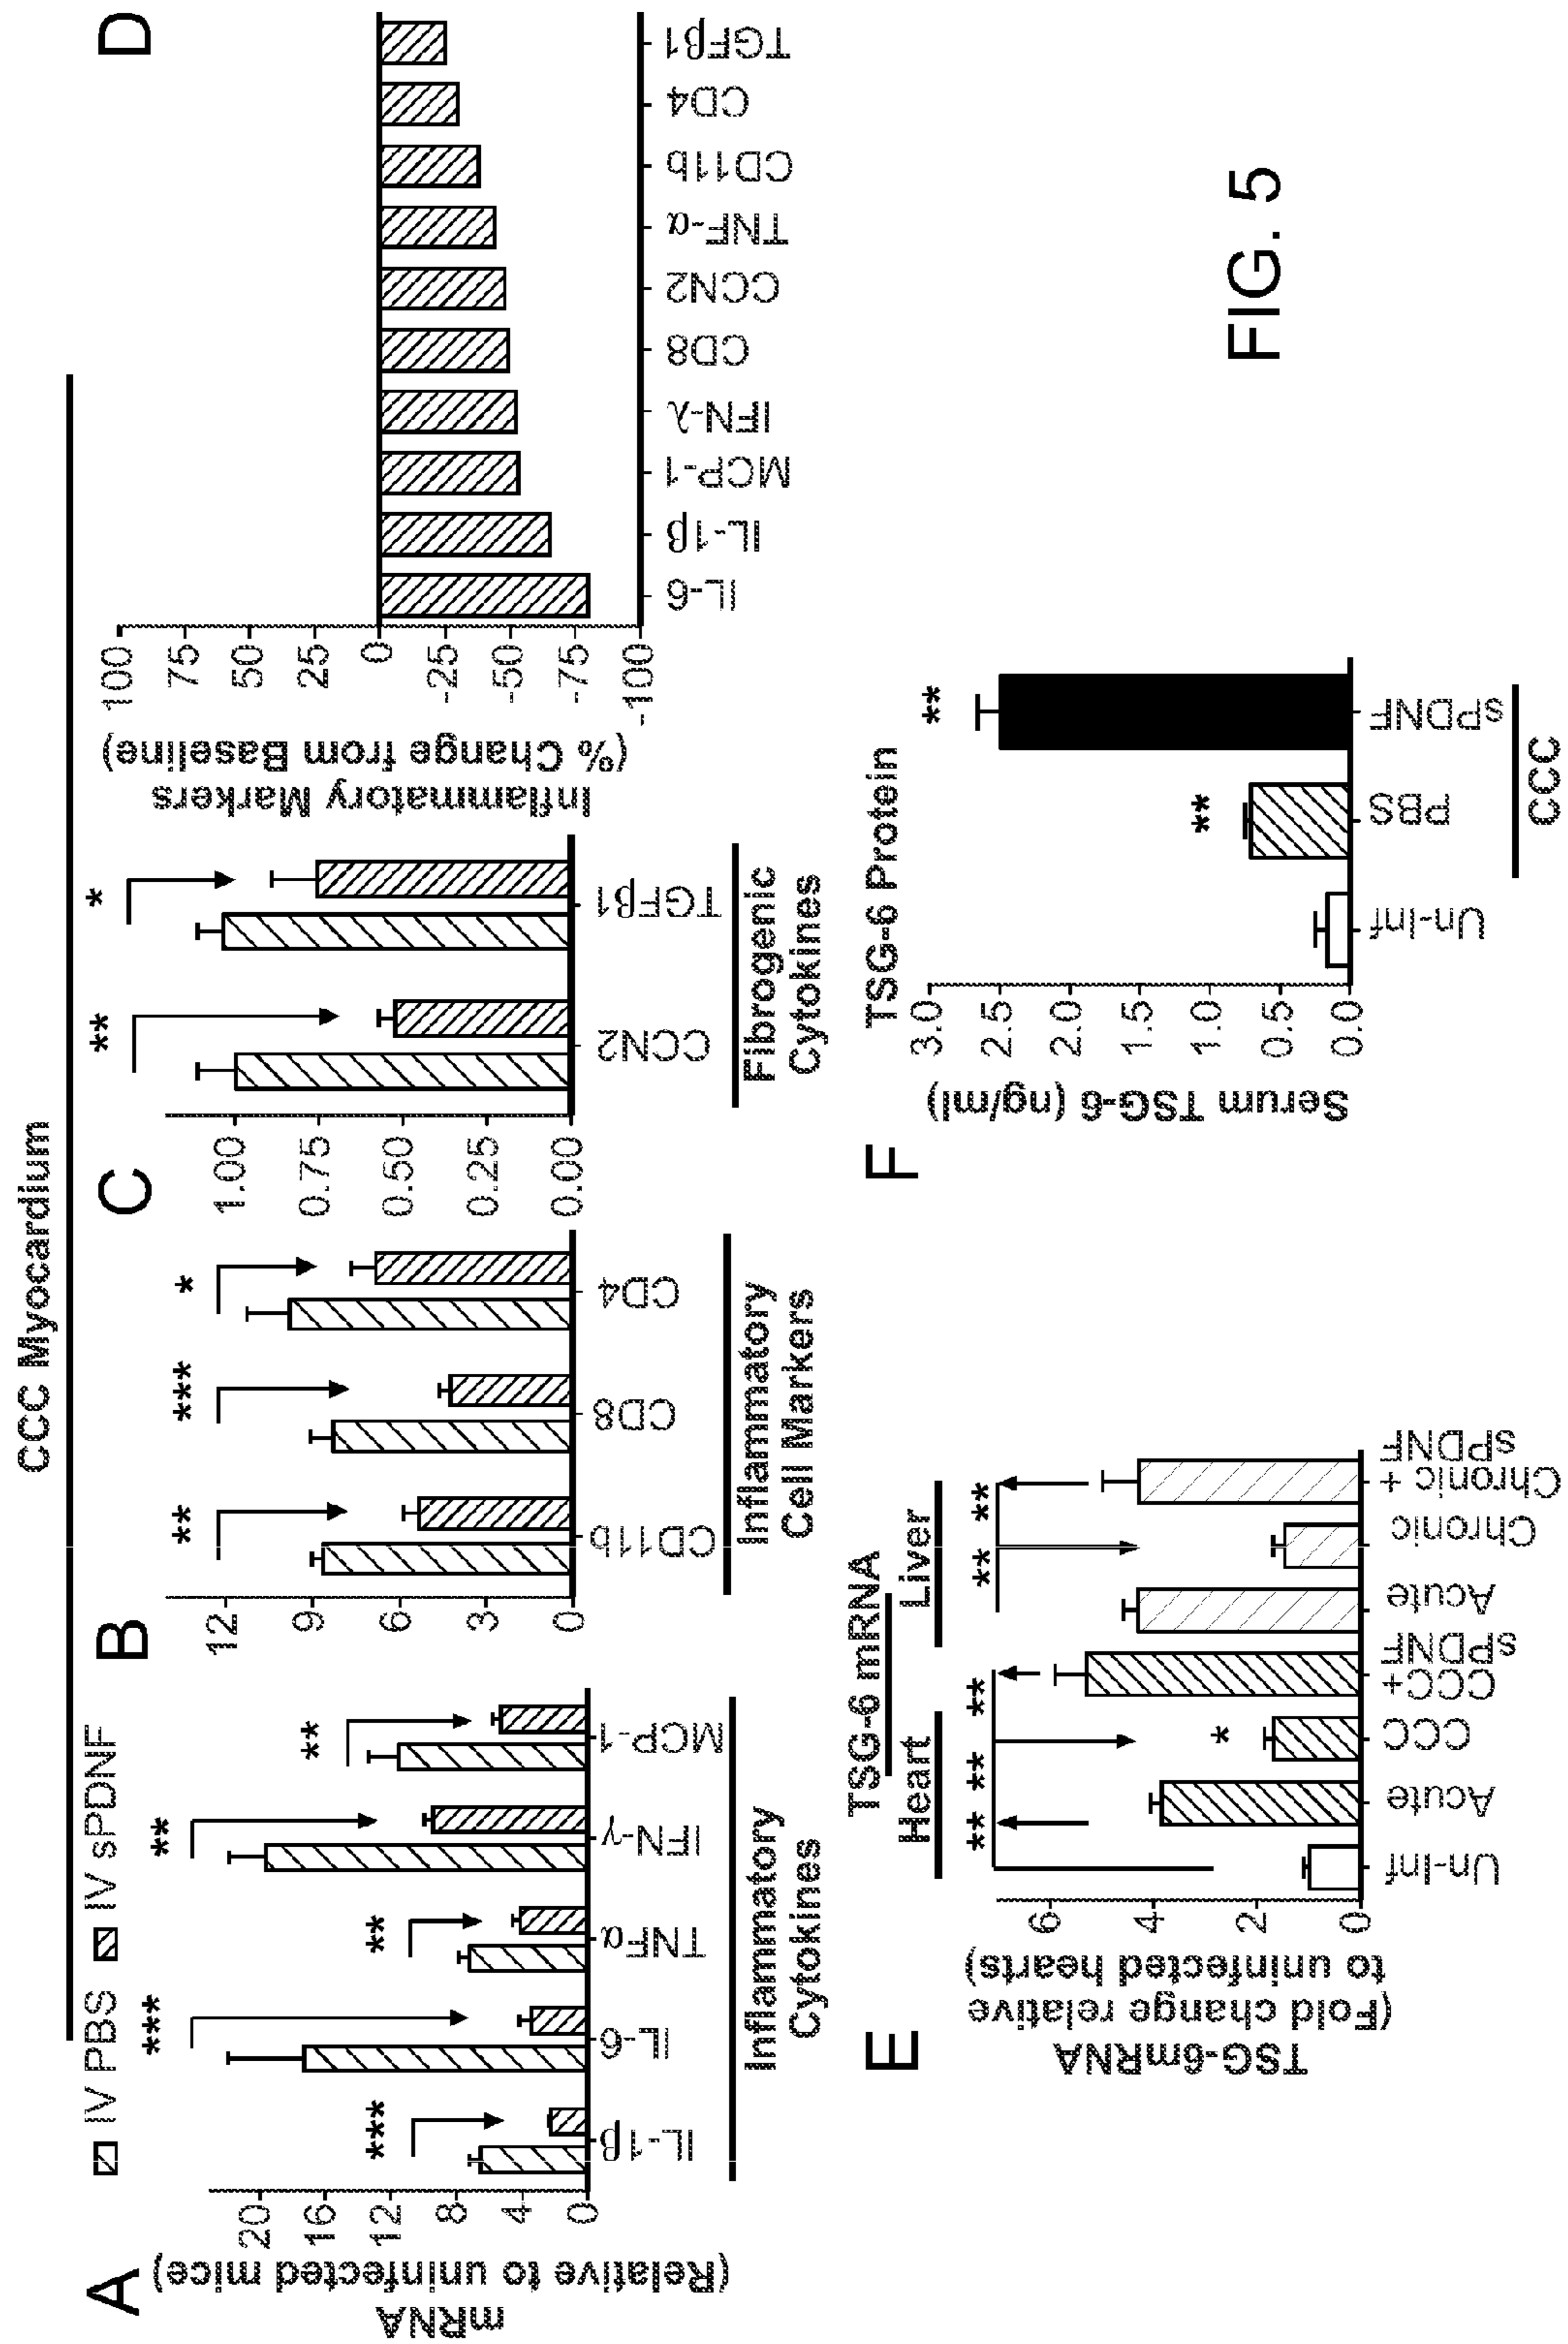 CCC Myocardium
IV PBS IV sPDNF
A
mRNA
(Relative to uninfected mice)
20
16
12
8
4
0
***
***
**
**
**
IL-1β
IL-6
TNFα
IFN-γ
MCP-1
Inflammatory
Cytokines
B
12
9
6
3
0
**
***
*
CD11b
CD8
CD4
Inflammatory
Cell Markers
C
1.00
0.75
0.50
0.25
0.00
**
*
CCN2
TGFβ1
Fibrogenic
Cytokines
D
Inflammatory Markers
(% Change from Baseline)
100
75
50
25
0
-25
-50
-75
-100
IL-6
IL-1β
MCP-1
IFN-λ
CD8
CCN2
TNF-α
CD11b
CD4
TGFβ1
E
TSG-6 mRNA
Heart
Liver
TSG-6mRNA
(Fold change relative
to uninfected hearts)
6
4
2
0
**
**
**
**
**
*
Un-Inf
Acute
CCC
CCC+
sPDNF
Acute
Chronic
Chronic +
sPDNF
F
TSG-6 Protein
Serum TSG-6 (ng/ml)
3.0
2.5
2.0
1.5
1.0
0.5
0.0
**
**
Un-Inf
PBS
sPDNF
CCC
FIG. 5